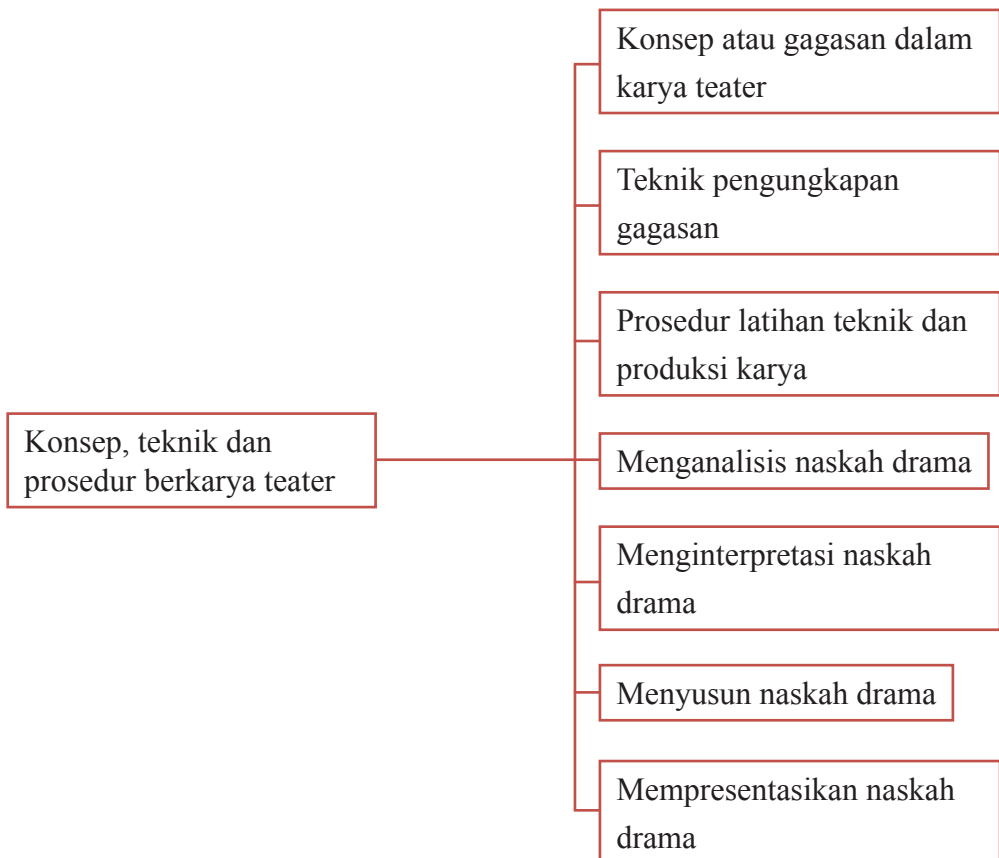 Konsep atau gagasan dalam
karya teater
Teknik pengungkapan
gagasan
Prosedur latihan teknik dan
produksi karya
Konsep, teknik dan
prosedur berkarya teater
Menganalisis naskah drama
Menginterpretasi naskah
drama
Menyusun naskah drama
Mempresentasikan naskah
drama